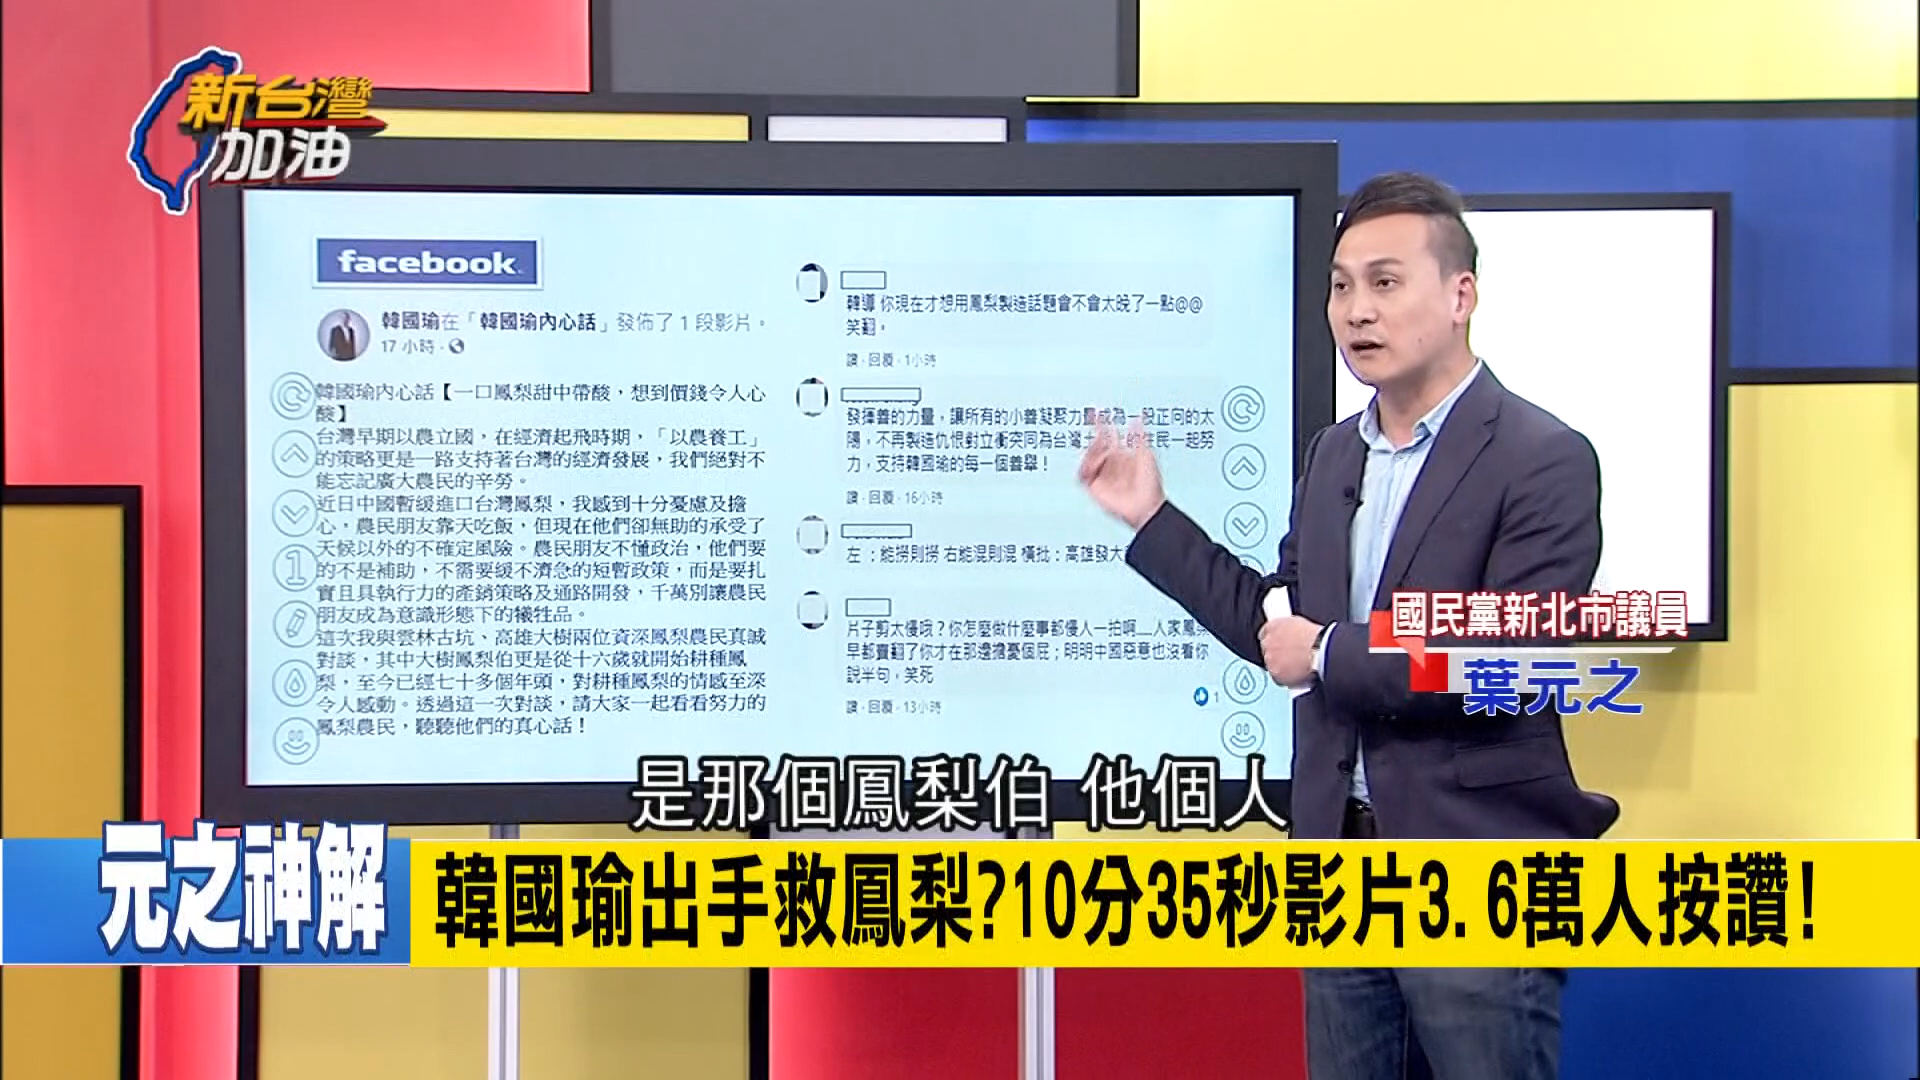 新台灣
加油
facebook
韓國瑜在「韓國瑜內心話」發佈了 1 段影片。
17 小時
韓國瑜內心話【一口鳳梨甜中帶酸，想到價錢令人心
酸】
台灣早期以農立國，在經濟起飛時期，「以農養工」
的策略更是一路支持著台灣的經濟發展，我們絕對不
能忘記廣大農民的辛勞。
近日中國暫緩進口台灣鳳梨，我感到十分憂慮及擔
心，農民朋友靠天吃飯，但現在他們卻無助的承受了
天候以外的不確定風險。農民朋友不懂政治，他們要
的不是補助，不需要緩不濟急的短暫政策，而是要扎
實且具執行力的產銷策略及通路開發，千萬別讓農民
朋友成為意識形態下的犧牲品。
這次我與雲林古坑、高雄大樹兩位資深鳳梨農民真誠
對談，其中大樹鳳梨伯更是從十六歲就開始耕種鳳
梨，至今已經七十多個年頭，對耕種鳳梨的情感至深
令人感動。透過這一次對談，請大家一起看看努力的
鳳梨農民，聽聽他們的真心話！
1
韓導 你現在才想用鳳梨製造話題會不會太晚了一點@@
笑翻。
讚．回覆．1小時
發揮善的力量，讓所有的小善凝聚力量成為一股正向的太
陽，不再製造仇恨對立衝突同為台灣土地上的住民一起努
力，支持韓國瑜的每一個善舉！
讚．回覆．16小時
左 ：能撈則撈 右能混則混 橫批：高雄發大
片子剪太慢哦？你怎麼做什麼事都慢人一拍啊......人家鳳梨
早都賣翻了你才在那邊擔憂個屁；明明中國惡意也沒看你
說半句，笑死
讚．回覆．13小時
1
國民黨新北市議員
葉元之
是那個鳳梨伯 他個人
元之神解
韓國瑜出手救鳳梨?10分35秒影片3.6萬人按讚!